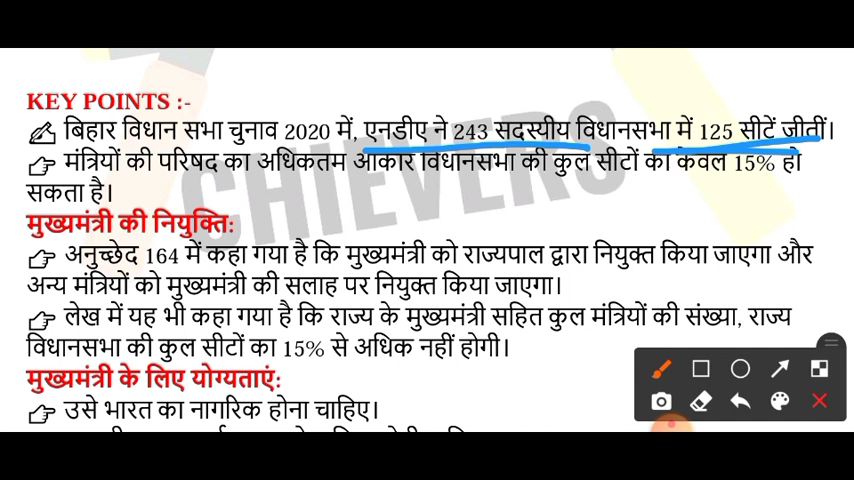 KEY POINTS :-
✍ बिहार विधान सभा चुनाव 2020 में, एनडीए ने 243 सदस्यीय विधानसभा में 125 सीटें जीतीं।
👉 मंत्रियों की परिषद का अधिकतम आकार विधानसभा की कुल सीटों का केवल 15% हो
सकता है।
मुख्यमंत्री की नियुक्ति:
👉 अनुच्छेद 164 में कहा गया है कि मुख्यमंत्री को राज्यपाल द्वारा नियुक्त किया जाएगा और
अन्य मंत्रियों को मुख्यमंत्री की सलाह पर नियुक्त किया जाएगा।
👉 लेख में यह भी कहा गया है कि राज्य के मुख्यमंत्री सहित कुल मंत्रियों की संख्या, राज्य
विधानसभा की कुल सीटों का 15% से अधिक नहीं होगी।
मुख्यमंत्री के लिए योग्यताएं:
👉 उसे भारत का नागरिक होना चाहिए।
CHIEVERS